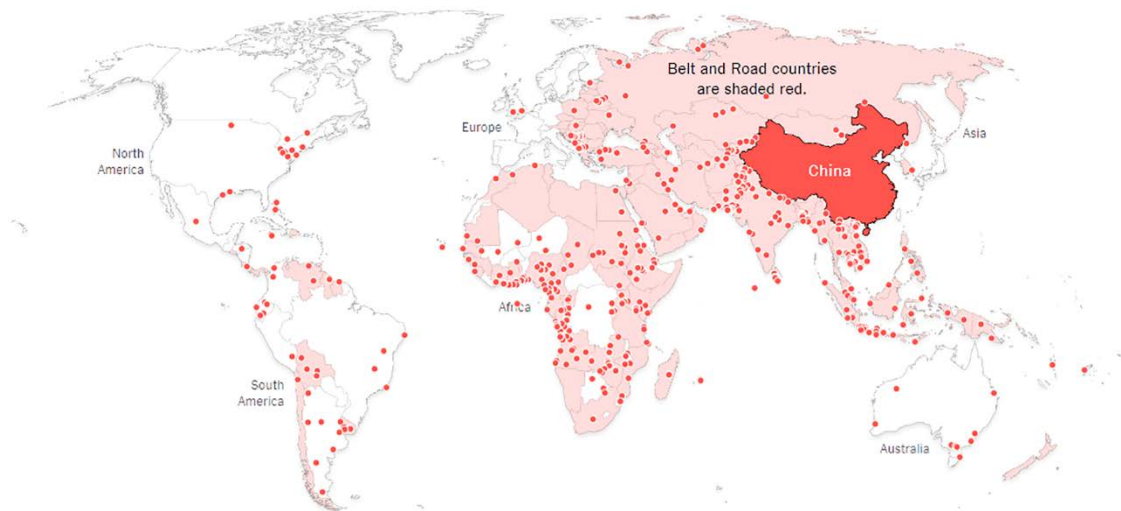 Belt and Road countries
are shaded red.
Europe
Asia
North
America
China
Africa
South
America
Australia